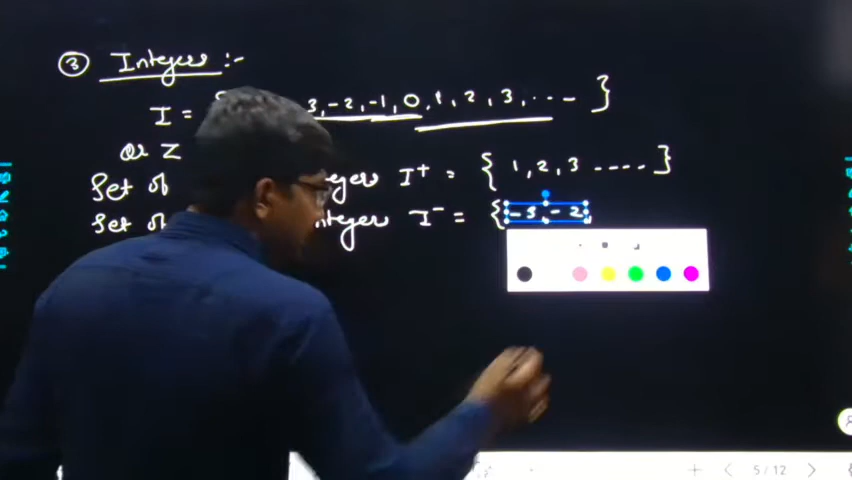 ③ Integers :-
I = 3, -2, -1, 0, 1, 2, 3, ... - }
Or Z
Set of gers I+ = { 1, 2, 3 .... }
Set of nteger I- = { -3, - 2
5/12